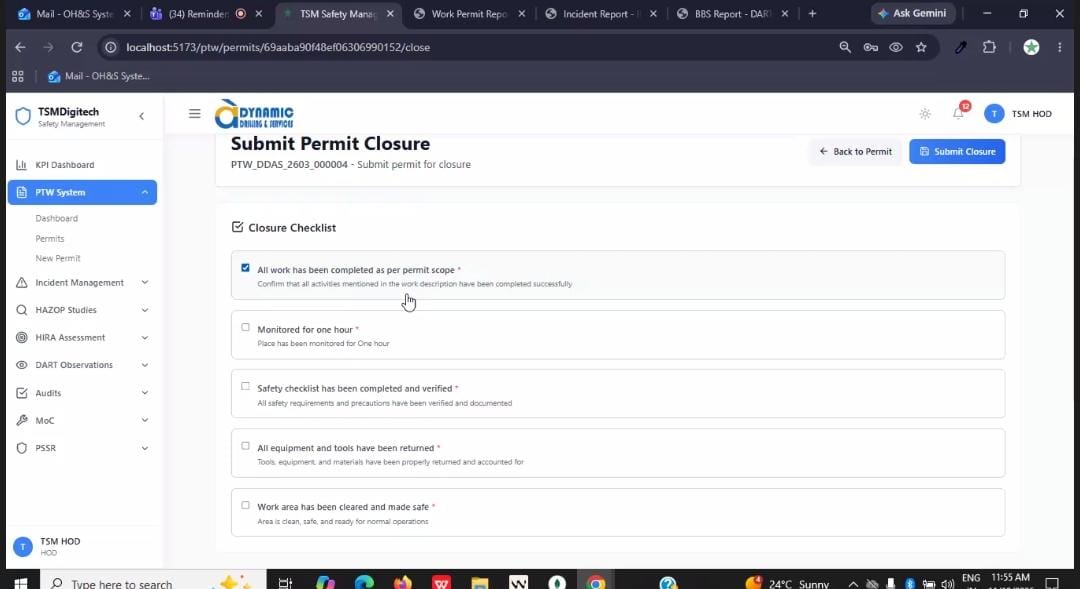 Mail - OH&S System
(34) Reminder
TSM Safety Manag
Work Permit Repo
Incident Report -
BBS Report - DART
Ask Gemini
localhost:5173/ptw/permits/69aaba90f48ef06306990152/close
Mail - OH&S Syste...
TSMDigitech
Safety Management
DYNAMIC
DRILLING & SERVICES
12
T
TSM HOD
Submit Permit Closure
PTW_DDAS_2603_000004 - Submit permit for closure
Back to Permit
Submit Closure
KPI Dashboard
PTW System
Dashboard
Permits
New Permit
Incident Management
HAZOP Studies
HIRA Assessment
DART Observations
Audits
MoC
PSSR
Closure Checklist
All work has been completed as per permit scope *
Confirm that all activities mentioned in the work description have been completed successfully
Monitored for one hour *
Place has been monitored for One hour
Safety checklist has been completed and verified *
All safety requirements and precautions have been verified and documented
All equipment and tools have been returned *
Tools, equipment, and materials have been properly returned and accounted for
Work area has been cleared and made safe *
Area is clean, safe, and ready for normal operations
T
TSM HOD
HOD
Type here to search
4
24°C Sunny
ENG
11:55 AM